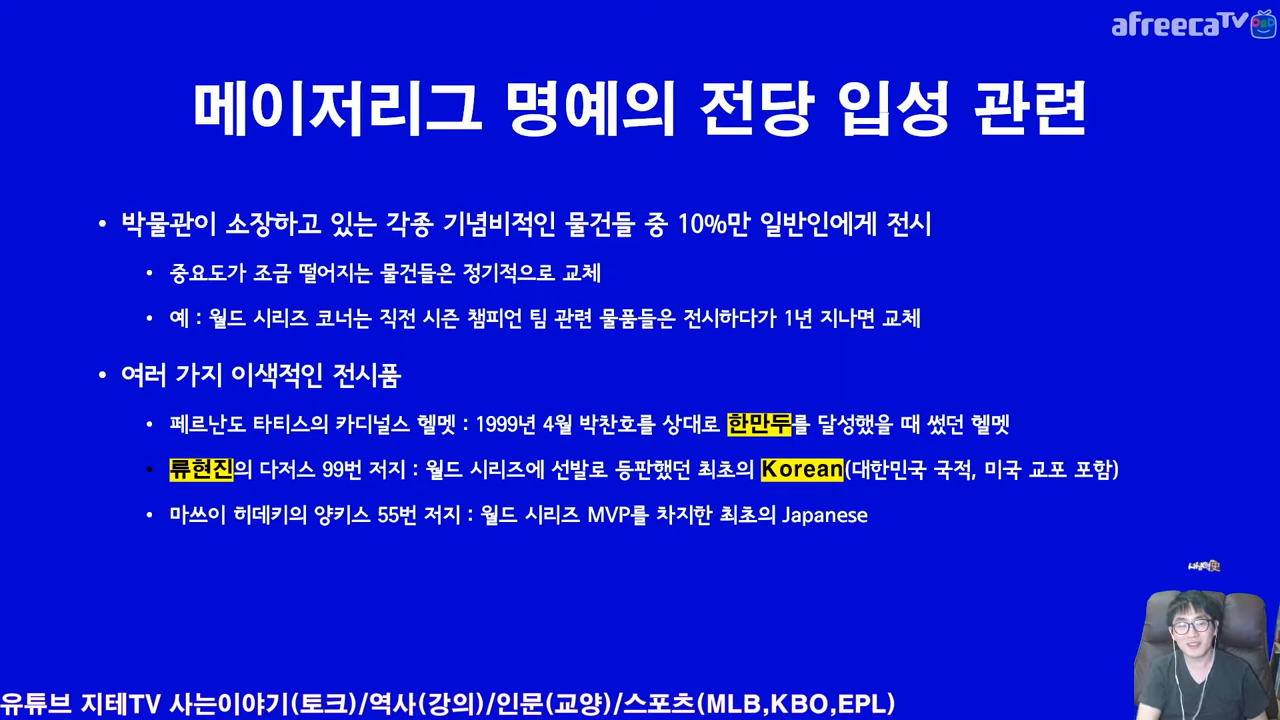 afreecaTV
메이저리그 명예의 전당 입성 관련
• 박물관이 소장하고 있는 각종 기념비적인 물건들 중 10%만 일반인에게 전시
• 중요도가 조금 떨어지는 물건들은 정기적으로 교체
• 예 : 월드 시리즈 코너는 직전 시즌 챔피언 팀 관련 물품들은 전시하다가 1년 지나면 교체
• 여러 가지 이색적인 전시품
• 페르난도 타티스의 카디널스 헬멧 : 1999년 4월 박찬호를 상대로 한만두를 달성했을 때 썼던 헬멧
• 류현진의 다저스 99번 저지 : 월드 시리즈에 선발로 등판했던 최초의 Korean(대한민국 국적, 미국 교포 포함)
• 마쓰이 히데키의 양키스 55번 저지 : 월드 시리즈 MVP를 차지한 최초의 Japanese
유튜브 지테TV 사는이야기(토크)/역사(강의)/인문(교양)/스포츠(MLB,KBO,EPL)